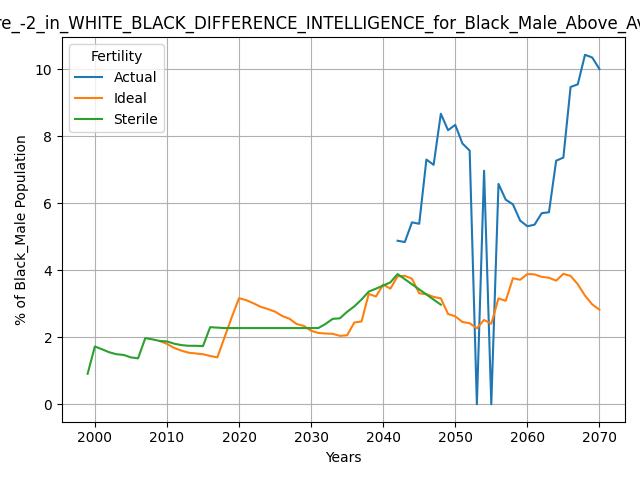 re_-2_in_WHITE_BLACK_DIFFERENCE_INTELLIGENCE_for_Black_Male_Above_Av
Fertility
Actual
Ideal
Sterile
% of Black_Male Population
10
8
6
4
2
0
2000 2010 2020 2030 2040 2050 2060 2070
Years